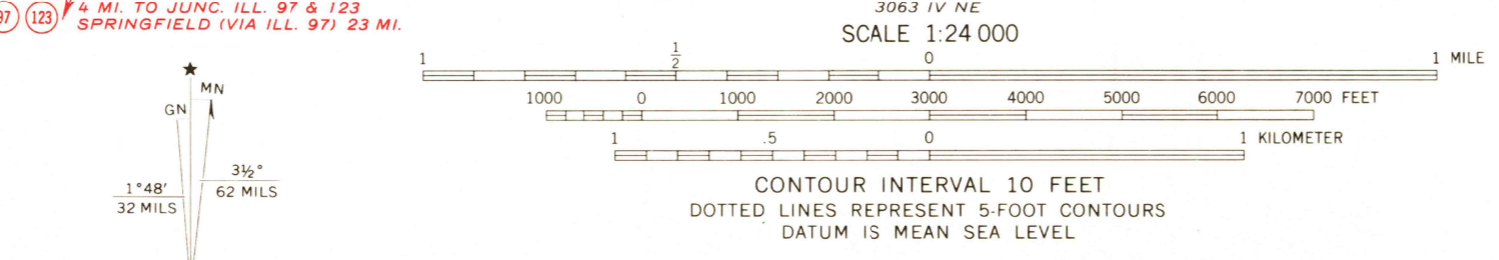 97 123 4 MI. TO JUNC. ILL. 97 & 123
SPRINGFIELD (VIA ILL. 97) 23 MI.
3063 IV NE
SCALE 1:24 000
1 1/2 0 1 MILE
1000 0 1000 2000 3000 4000 5000 6000 7000 FEET
1 .5 0 1 KILOMETER
CONTOUR INTERVAL 10 FEET
DOTTED LINES REPRESENT 5-FOOT CONTOURS
DATUM IS MEAN SEA LEVEL
★
MN
GN
1°48′
32 MILS
3½°
62 MILS